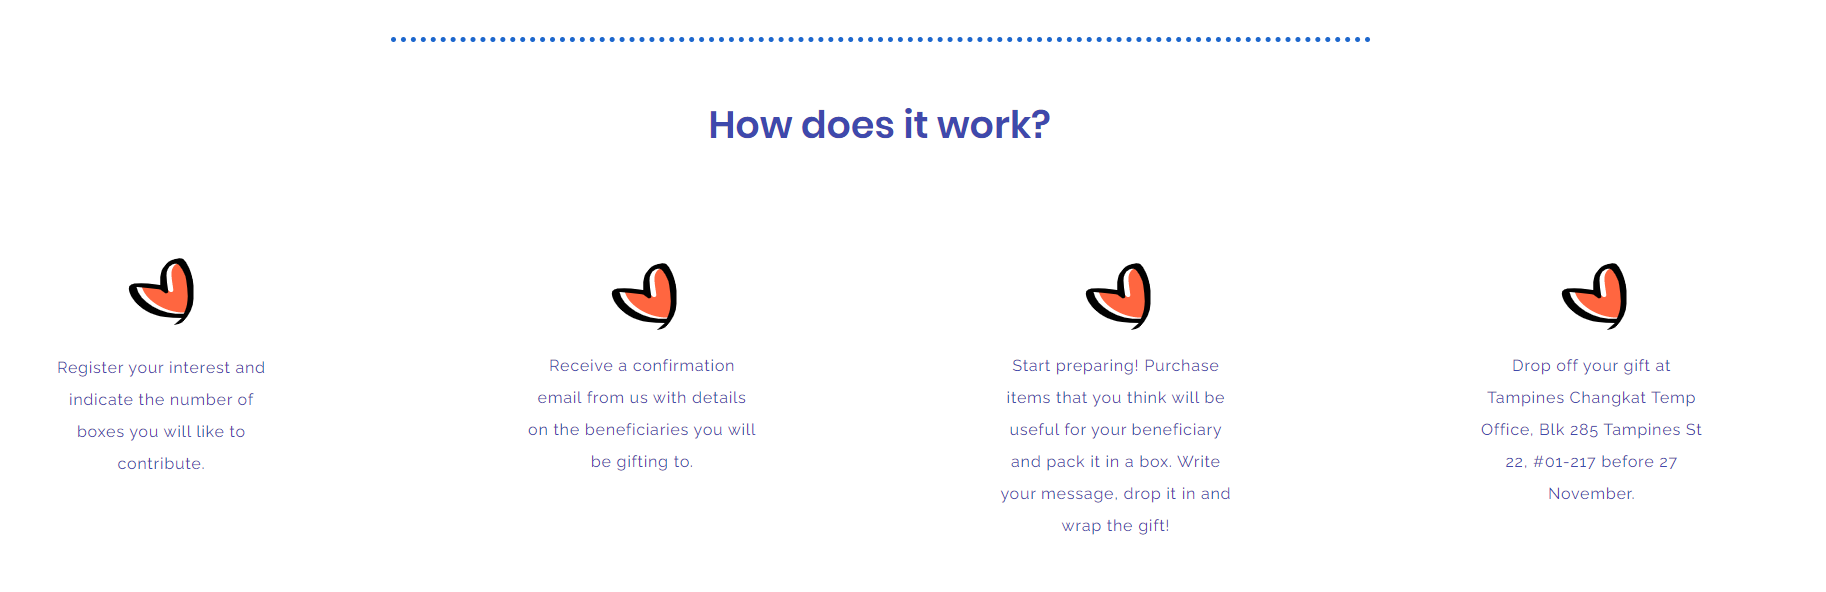 How does it work?
Register your interest and
indicate the number of
boxes you will like to
contribute.
Receive a confirmation
email from us with details
on the beneficiaries you will
be gifting to.
Start preparing! Purchase
items that you think will be
useful for your beneficiary
and pack it in a box. Write
your message, drop it in and
wrap the gift!
Drop off your gift at
Tampines Changkat Temp
Office, Blk 285 Tampines St
22, #01-217 before 27
November.